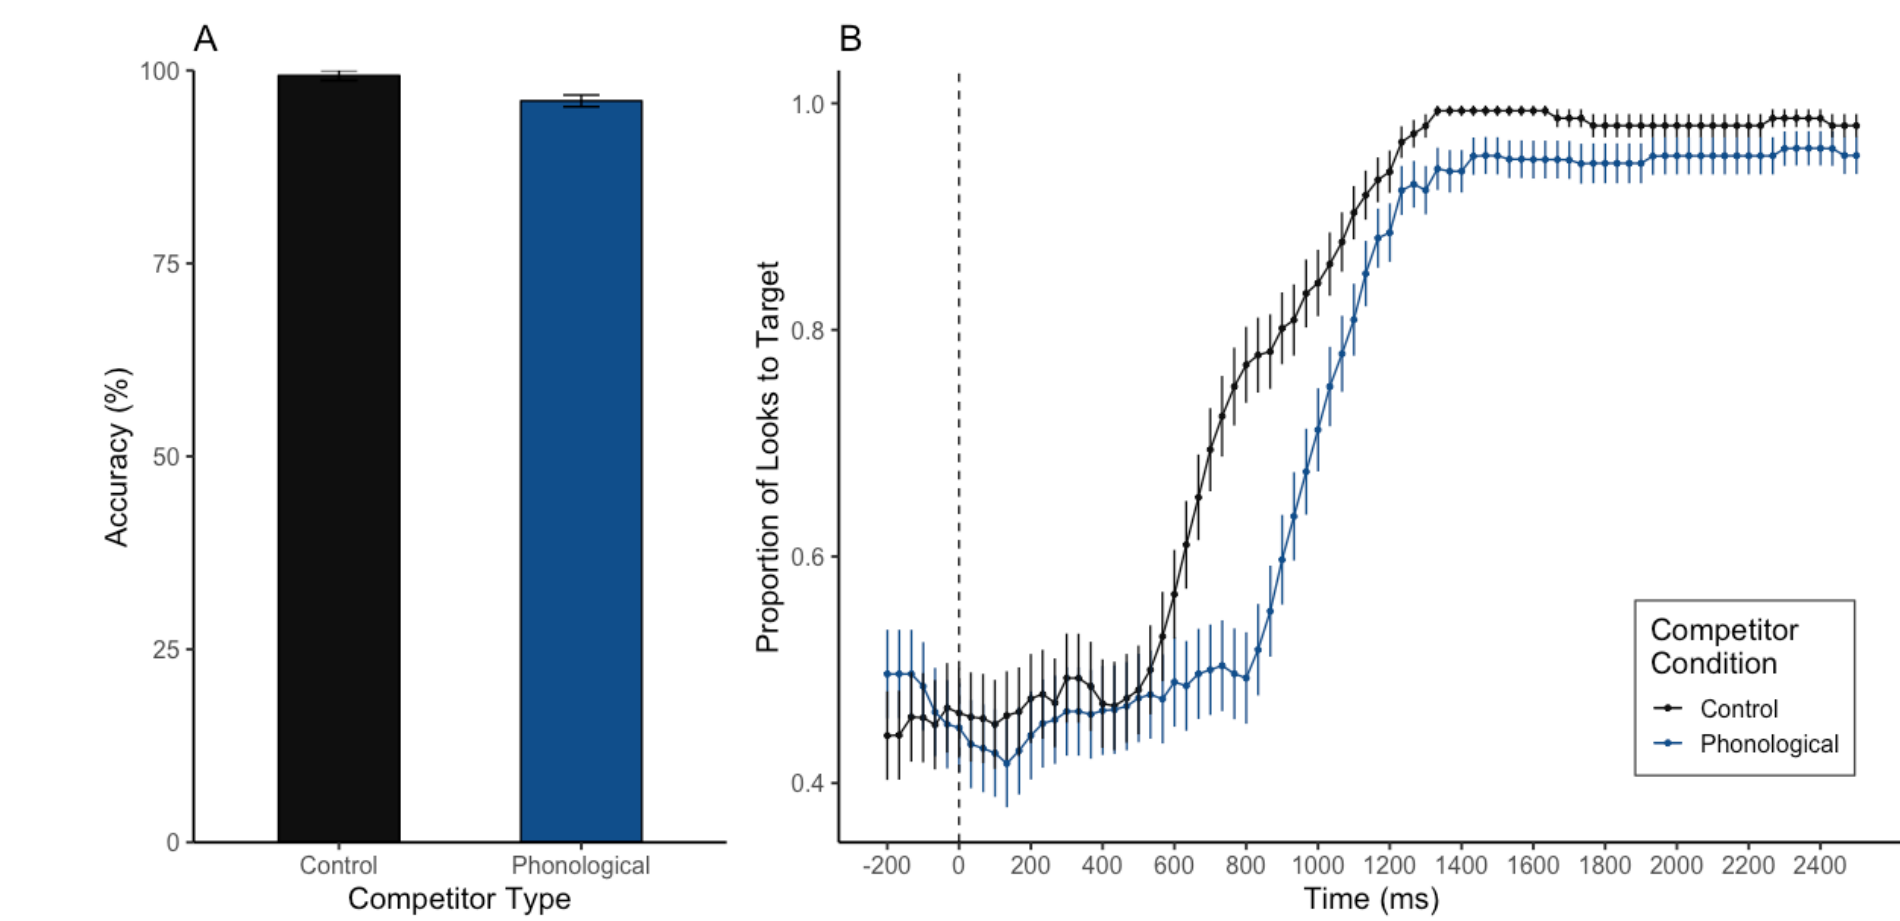 A
100
75
50
25
0
Accuracy (%)
Control Phonological
Competitor Type
B
1.0
0.8
0.6
0.4
Proportion of Looks to Target
-200 0 200 400 600 800 1000 1200 1400 1600 1800 2000 2200 2400
Time (ms)
Competitor
Condition
Control
Phonological